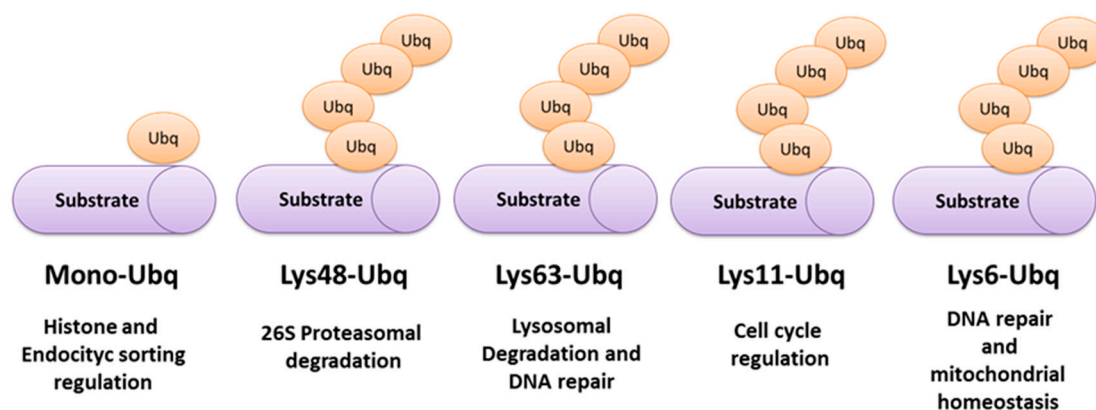 Ubq
Substrate
Mono-Ubq
Histone and
Endocityc sorting
regulation
Ubq
Ubq
Ubq
Ubq
Substrate
Lys48-Ubq
26S Proteasomal
degradation
Ubq
Ubq
Ubq
Ubq
Substrate
Lys63-Ubq
Lysosomal
Degradation and
DNA repair
Ubq
Ubq
Ubq
Ubq
Substrate
Lys11-Ubq
Cell cycle
regulation
Ubq
Ubq
Ubq
Ubq
Substrate
Lys6-Ubq
DNA repair
and
mitochondrial
homeostasis